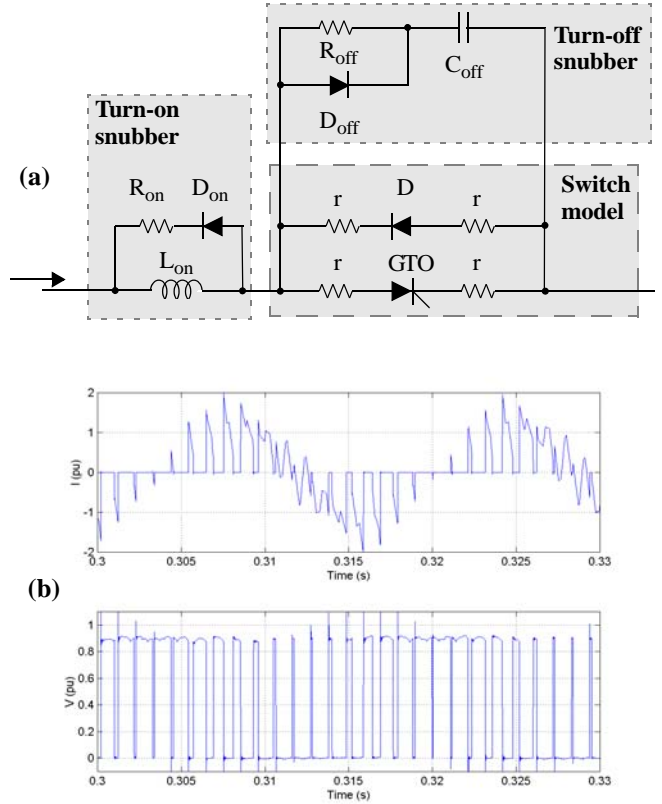 Turn-off
snubber
R_off
C_off
D_off
Turn-on
snubber
(a)
R_on D_on
L_on
Switch
model
r D r
r GTO r
(b)
I (pu)
2
1
0
-1
-2
0.3 0.305 0.31 0.315 0.32 0.325 0.33
Time (s)
V (pu)
1
0.8
0.6
0.4
0.2
0
0.3 0.305 0.31 0.315 0.32 0.325 0.33
Time (s)